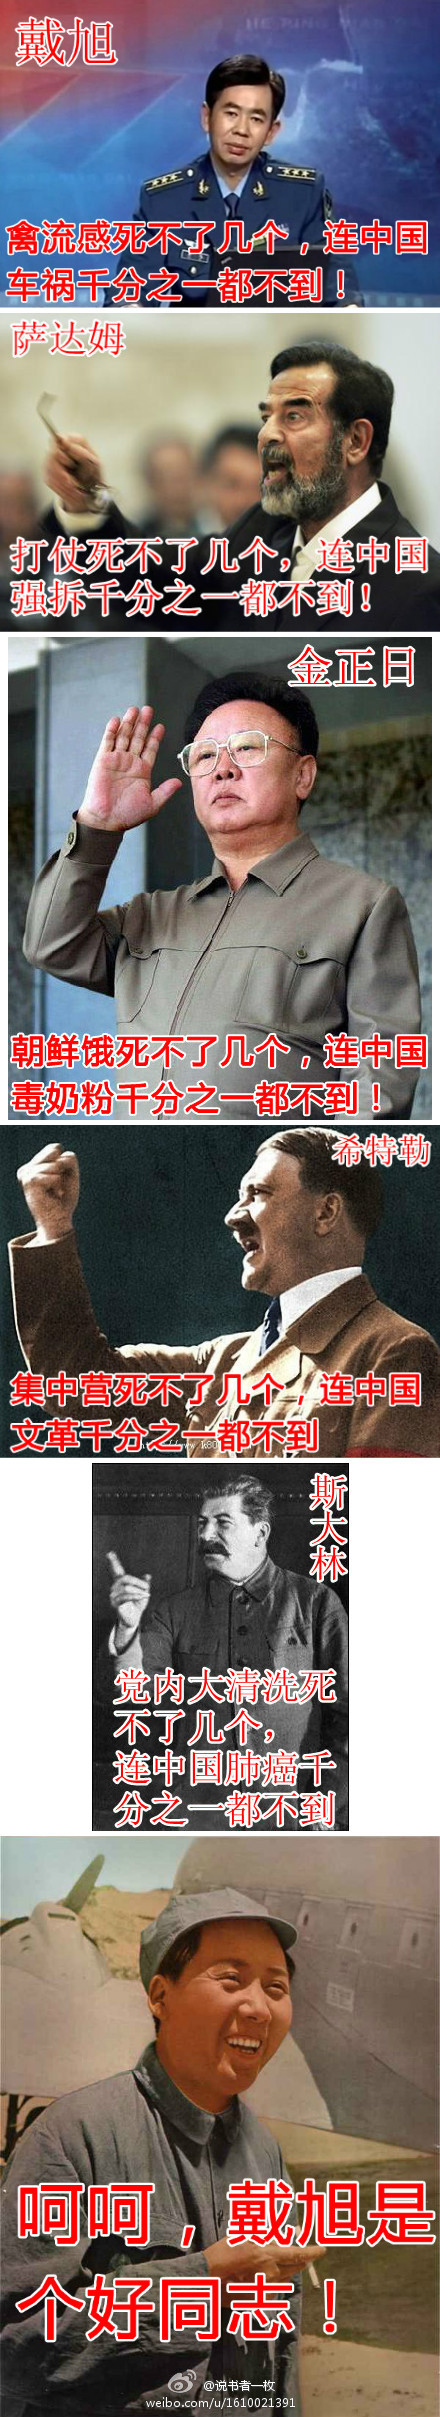 戴旭
禽流感死不了几个，连中国
车祸千分之一都不到！
萨达姆
打仗死不了几个，连中国
强拆千分之一都不到！
金正日
朝鲜饿死不了几个，连中国
毒奶粉千分之一都不到！
希特勒
集中营死不了几个，连中国
文革千分之一都不到
斯大林
党内大清洗死
不了几个，
连中国肺癌千
分之一都不到
呵呵，戴旭是
个好同志！
@说书者一枚
weibo.com/u/1610021391